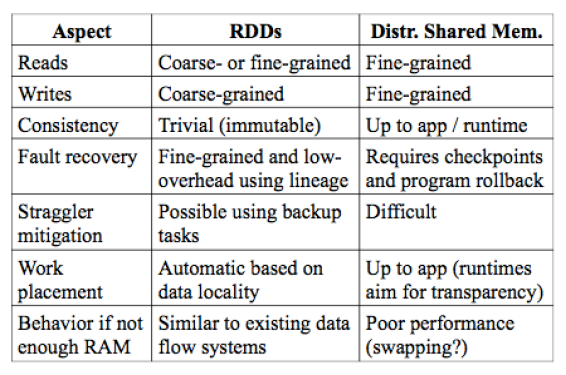 Aspect RDDs Distr. Shared Mem.
Reads Coarse- or fine-grained Fine-grained
Writes Coarse-grained Fine-grained
Consistency Trivial (immutable) Up to app / runtime
Fault recovery Fine-grained and low- Requires checkpoints
overhead using lineage and program rollback
Straggler Possible using backup Difficult
mitigation tasks
Work Automatic based on Up to app (runtimes
placement data locality aim for transparency)
Behavior if not Similar to existing data Poor performance
enough RAM flow systems (swapping?)